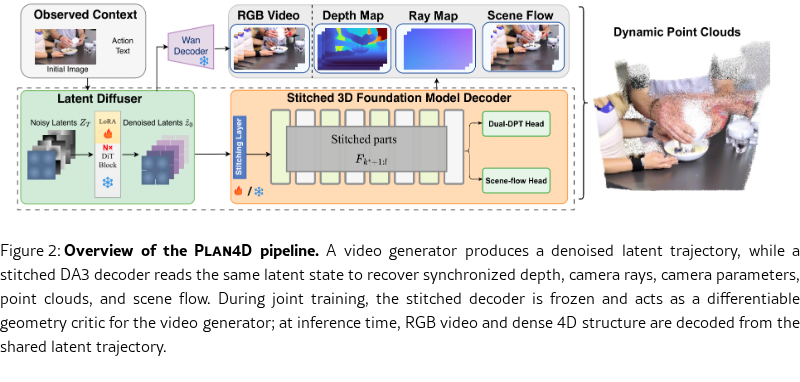 Observed Context
Action
Text
Initial Image
Wan
Decoder
RGB Video
Depth Map
Ray Map
Scene Flow
Dynamic Point Clouds
Latent Diffuser
Noisy Latents Z_T
LoRA
N×
DiT
Block
Denoised Latents ẑ_0
Stitched 3D Foundation Model Decoder
Stitching Layer
/
Stitched parts
F_{k*−1:l}
Dual-DPT Head
Scene-flow Head
Figure 2: Overview of the PLAN4D pipeline. A video generator produces a denoised latent trajectory, while a
stitched DA3 decoder reads the same latent state to recover synchronized depth, camera rays, camera parameters,
point clouds, and scene flow. During joint training, the stitched decoder is frozen and acts as a differentiable
geometry critic for the video generator; at inference time, RGB video and dense 4D structure are decoded from the
shared latent trajectory.